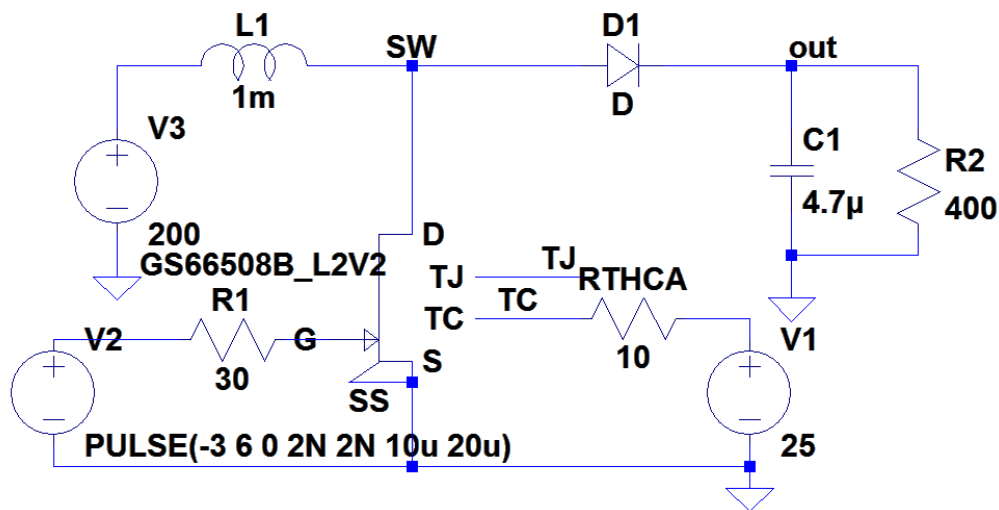 L1
1m
SW
D1
D
out
V3
200
C1
4.7µ
R2
400
GS66508B_L2V2
D
TJ
TJ
TC
TC
RTHCA
10
R1
30
G
S
SS
V2
PULSE(-3 6 0 2N 2N 10u 20u)
V1
25